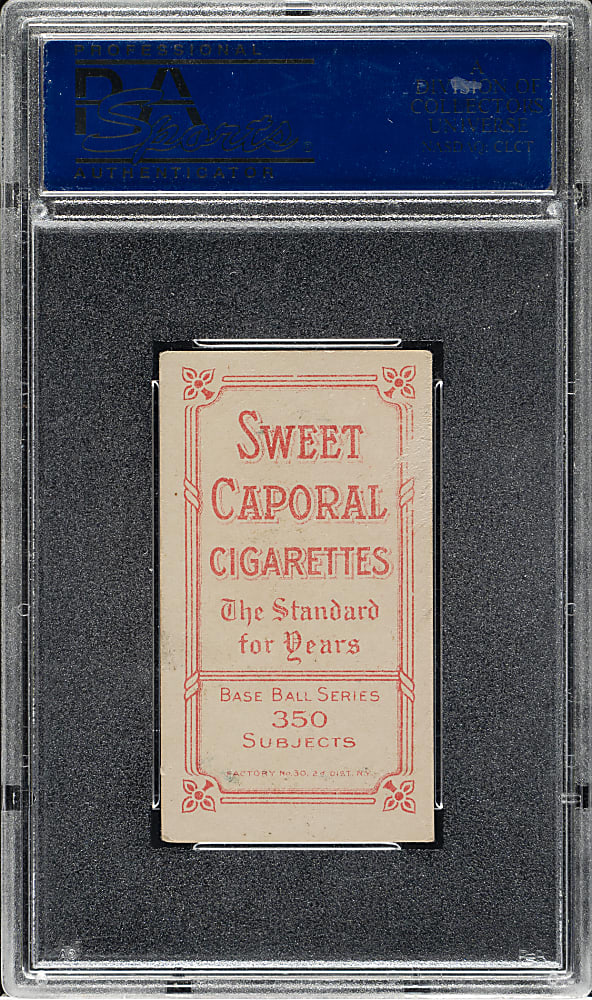 PROFESSIONAL
PSA
Sports
AUTHENTICATOR
A
DIVISION OF
COLLECTORS
UNIVERSE
NASDAQ: CLCT
SWEET
CAPORAL
CIGARETTES
The Standard
for Years
BASE BALL SERIES
350
SUBJECTS
FACTORY No 30, 2d DIST. N.Y.